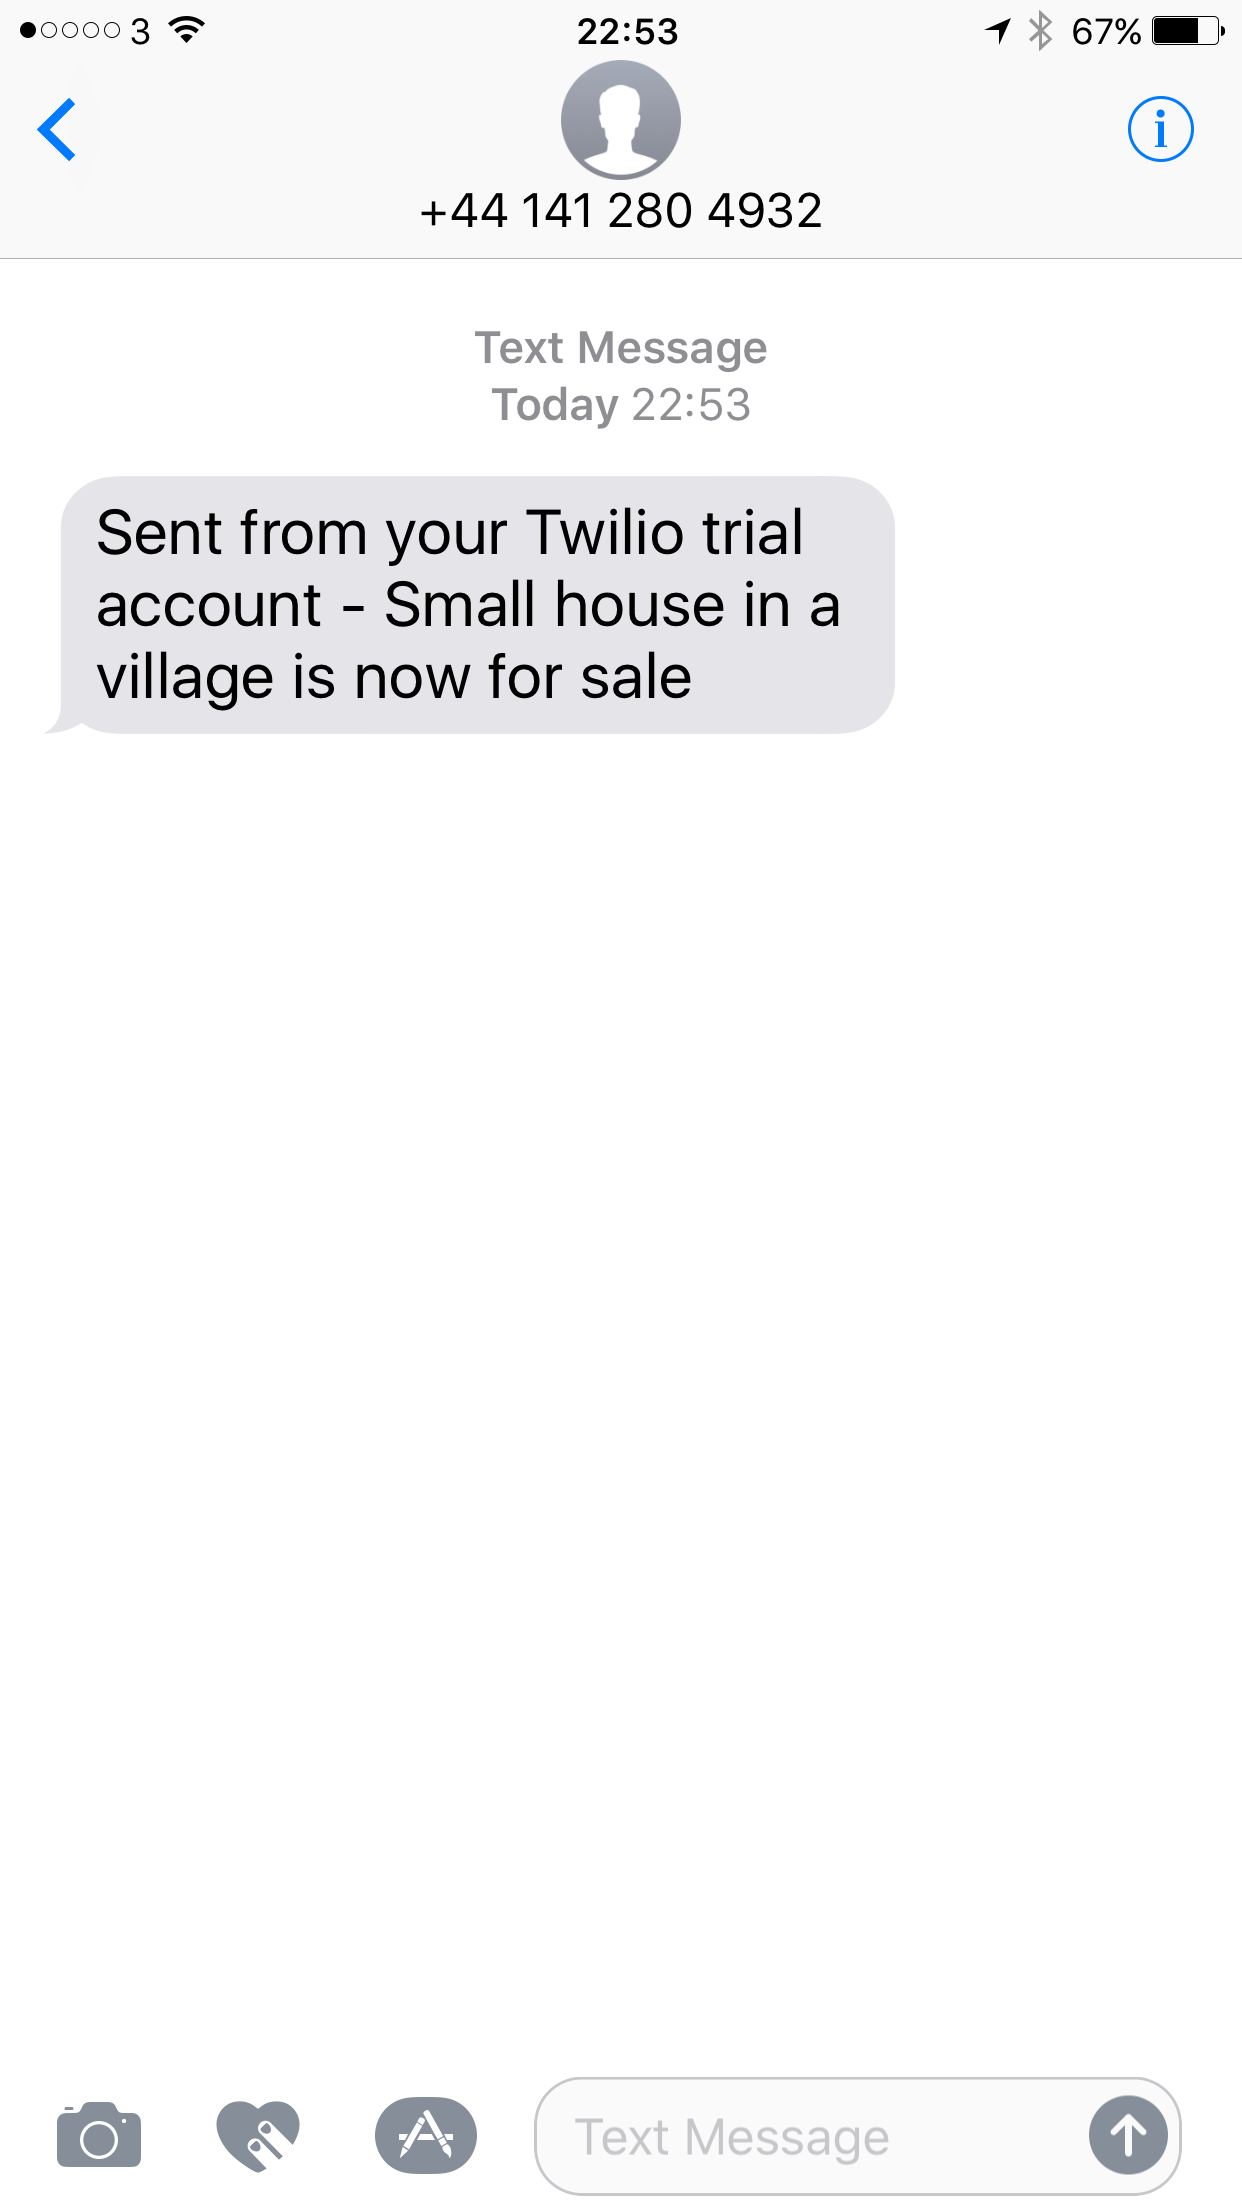 3 22:53 67%
+44 141 280 4932
Text Message
Today 22:53
Sent from your Twilio trial
account - Small house in a
village is now for sale
Text Message